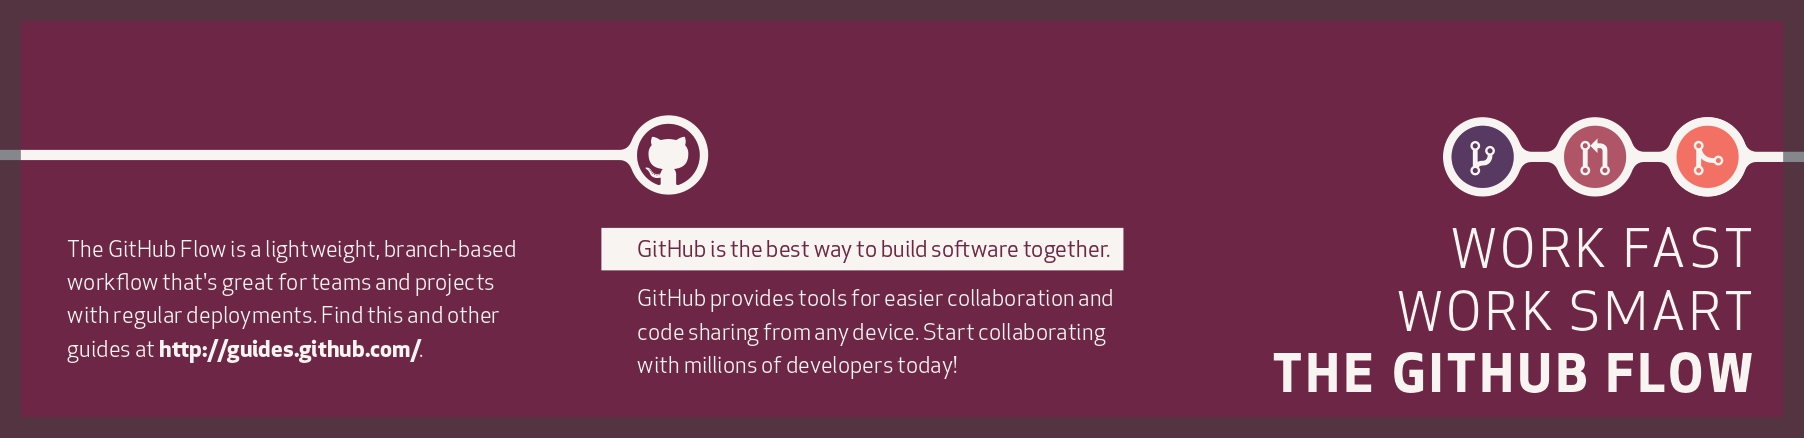 The GitHub Flow is a lightweight, branch-based
workflow that's great for teams and projects
with regular deployments. Find this and other
guides at http://guides.github.com/.
GitHub is the best way to build software together.
GitHub provides tools for easier collaboration and
code sharing from any device. Start collaborating
with millions of developers today!
WORK FAST
WORK SMART
THE GITHUB FLOW